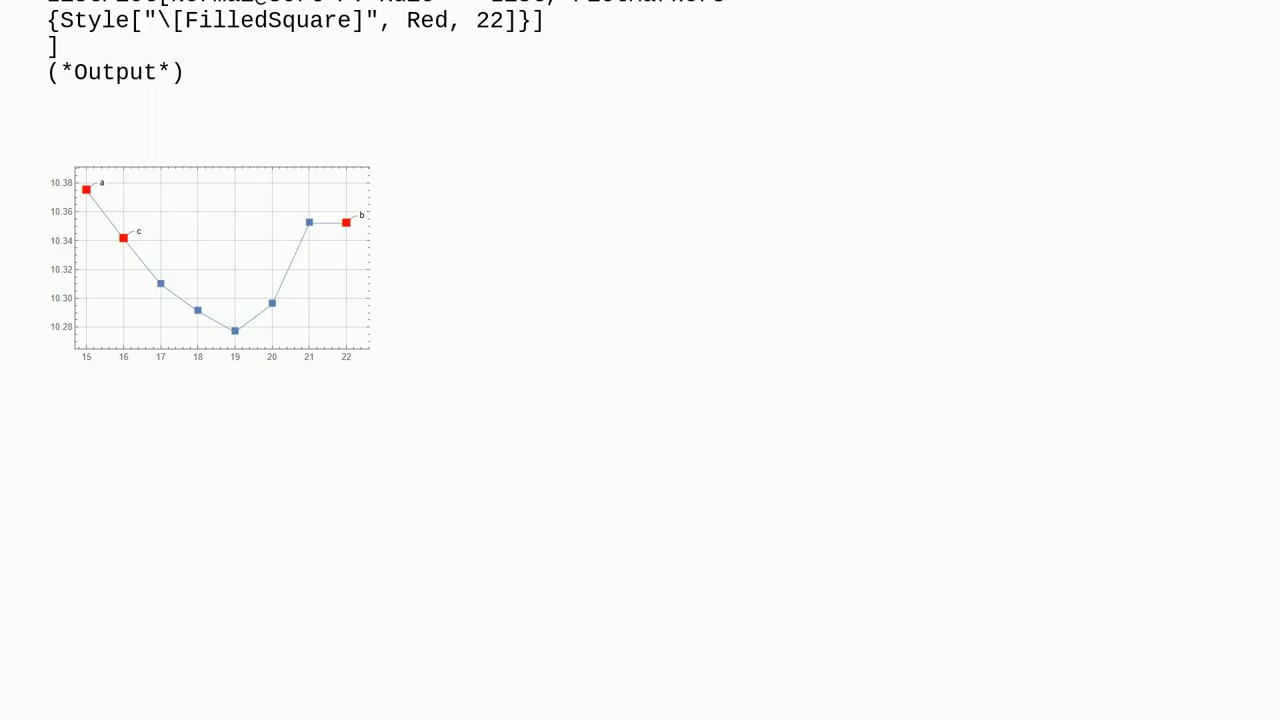 {Style["\[FilledSquare]", Red, 22]}]
]
(*Output*)
10.38
a
10.36
b
c
10.34
10.32
10.30
10.28
15 16 17 18 19 20 21 22